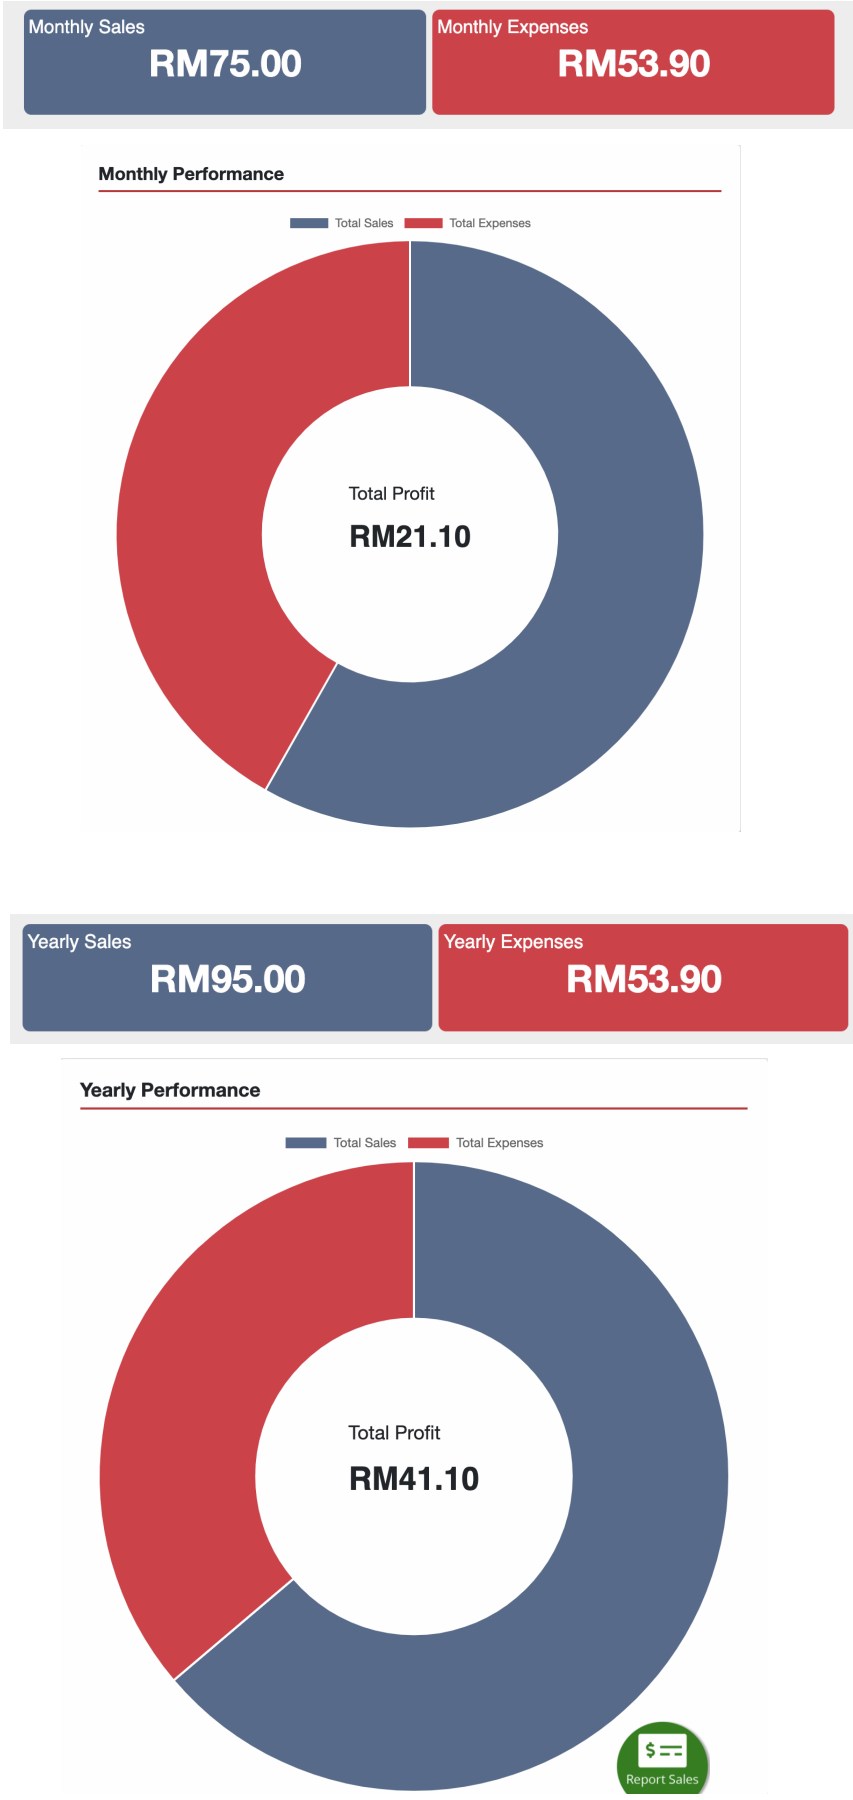 Monthly Sales
RM75.00
Monthly Expenses
RM53.90
Monthly Performance
Total Sales
Total Expenses
Total Profit
RM21.10
Yearly Sales
RM95.00
Yearly Expenses
RM53.90
Yearly Performance
Total Sales
Total Expenses
Total Profit
RM41.10
$
Report Sales